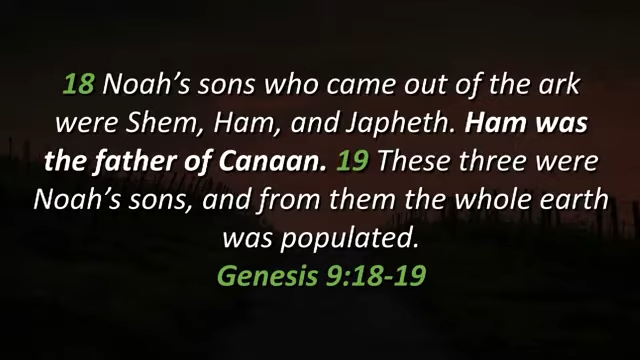 18 Noah’s sons who came out of the ark
were Shem, Ham, and Japheth. Ham was
the father of Canaan. 19 These three were
Noah’s sons, and from them the whole earth
was populated.
Genesis 9:18-19